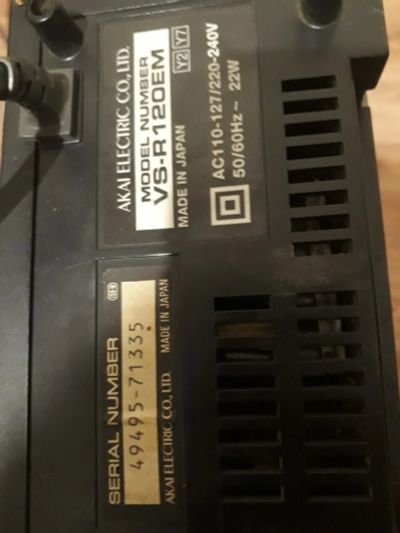 AKAI ELECTRIC CO., LTD.
MODEL NUMBER
VS-R120EM
Y2 Y7
MADE IN JAPAN
AC110-127/220-240V
50/60Hz~ 22W
SERIAL NUMBER
49495-71335
AKAI ELECTRIC CO., LTD. MADE IN JAPAN